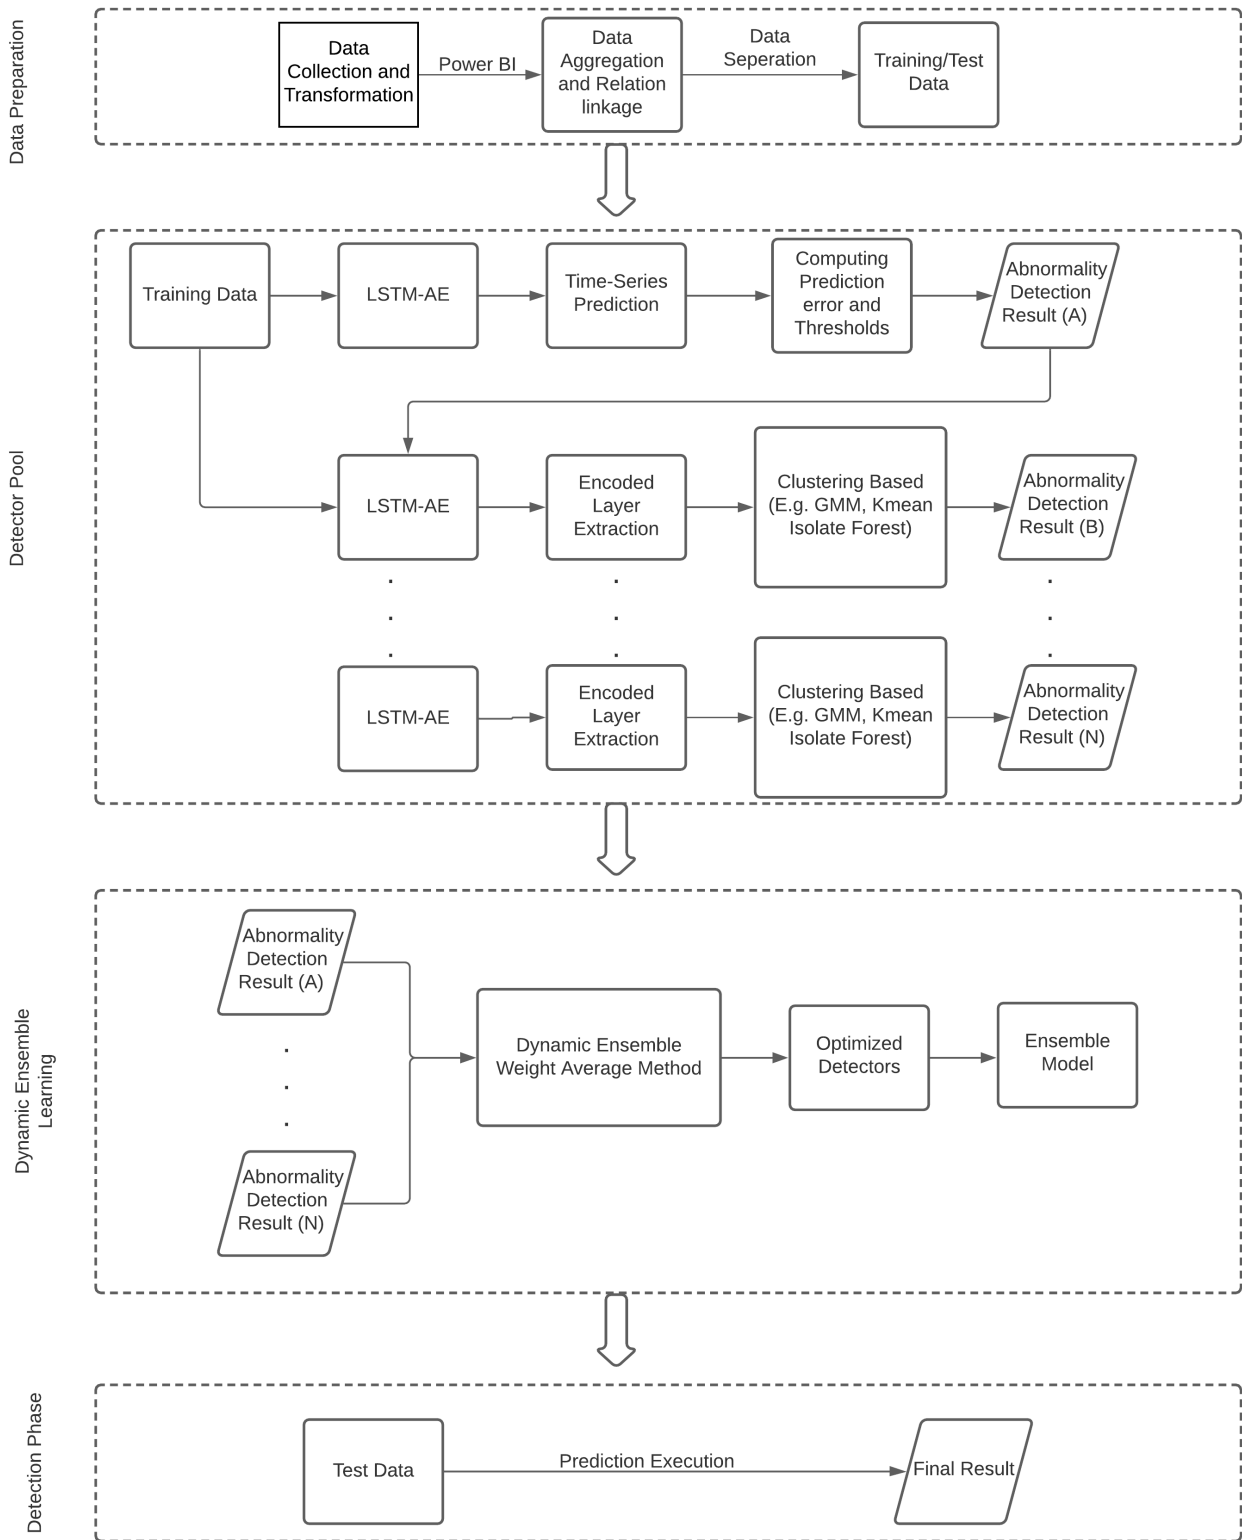 Data Preparation
Data
Collection and
Transformation
Power BI
Data
Aggregation
and Relation
linkage
Data
Seperation
Training/Test
Data
Detector Pool
Training Data
LSTM-AE
Time-Series
Prediction
Computing
Prediction
error and
Thresholds
Abnormality
Detection
Result (A)
LSTM-AE
Encoded
Layer
Extraction
Clustering Based
(E.g. GMM, Kmean
Isolate Forest)
Abnormality
Detection
Result (B)
.
.
.
.
.
.
.
.
.
LSTM-AE
Encoded
Layer
Extraction
Clustering Based
(E.g. GMM, Kmean
Isolate Forest)
Abnormality
Detection
Result (N)
Dynamic Ensemble
Learning
Abnormality
Detection
Result (A)
.
.
.
Abnormality
Detection
Result (N)
Dynamic Ensemble
Weight Average Method
Optimized
Detectors
Ensemble
Model
Detection Phase
Test Data
Prediction Execution
Final Result